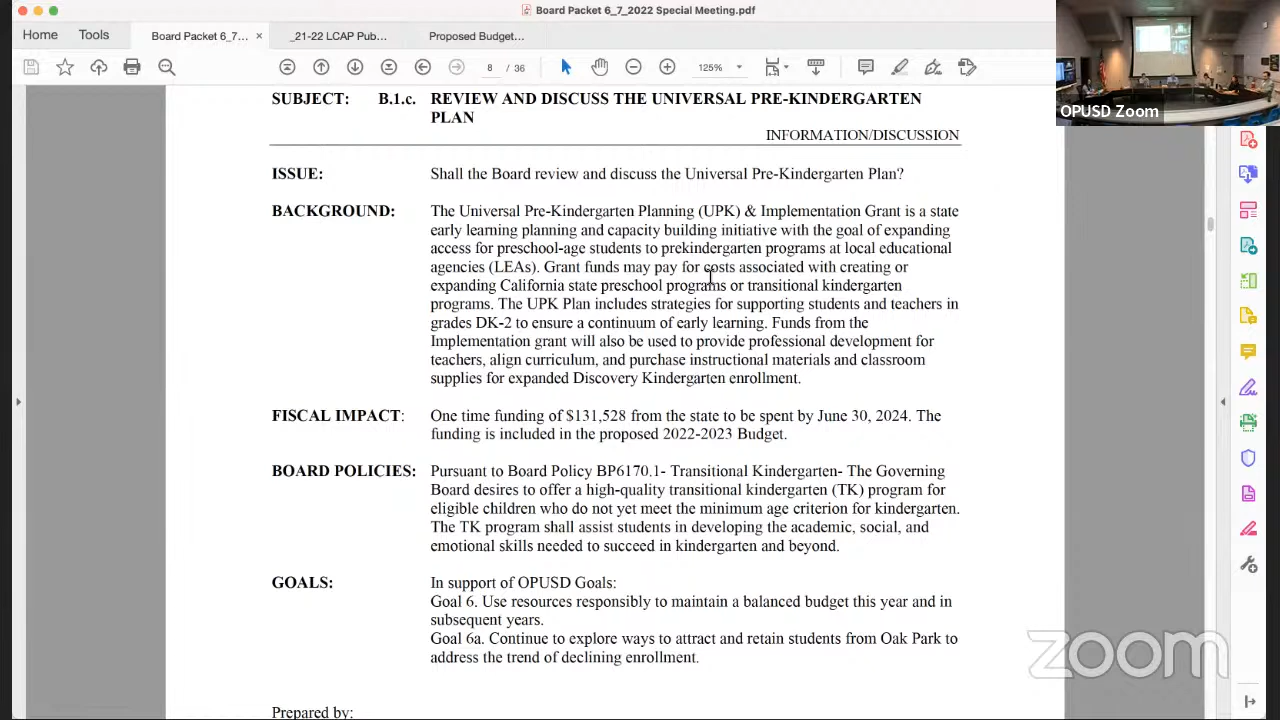 Board Packet 6_7_2022 Special Meeting.pdf
Home Tools Board Packet 6_7... × _21-22 LCAP Pub... Proposed Budget...
8 / 36 125%
OPUSD Zoom
SUBJECT: B.1.c. REVIEW AND DISCUSS THE UNIVERSAL PRE-KINDERGARTEN
PLAN
INFORMATION/DISCUSSION
ISSUE: Shall the Board review and discuss the Universal Pre-Kindergarten Plan?
BACKGROUND: The Universal Pre-Kindergarten Planning (UPK) & Implementation Grant is a state
early learning planning and capacity building initiative with the goal of expanding
access for preschool-age students to prekindergarten programs at local educational
agencies (LEAs). Grant funds may pay for costs associated with creating or
expanding California state preschool programs or transitional kindergarten
programs. The UPK Plan includes strategies for supporting students and teachers in
grades DK-2 to ensure a continuum of early learning. Funds from the
Implementation grant will also be used to provide professional development for
teachers, align curriculum, and purchase instructional materials and classroom
supplies for expanded Discovery Kindergarten enrollment.
FISCAL IMPACT: One time funding of $131,528 from the state to be spent by June 30, 2024. The
funding is included in the proposed 2022-2023 Budget.
BOARD POLICIES: Pursuant to Board Policy BP6170.1- Transitional Kindergarten- The Governing
Board desires to offer a high-quality transitional kindergarten (TK) program for
eligible children who do not yet meet the minimum age criterion for kindergarten.
The TK program shall assist students in developing the academic, social, and
emotional skills needed to succeed in kindergarten and beyond.
GOALS: In support of OPUSD Goals:
Goal 6. Use resources responsibly to maintain a balanced budget this year and in
subsequent years.
Goal 6a. Continue to explore ways to attract and retain students from Oak Park to
address the trend of declining enrollment.
zoom
Prepared by: